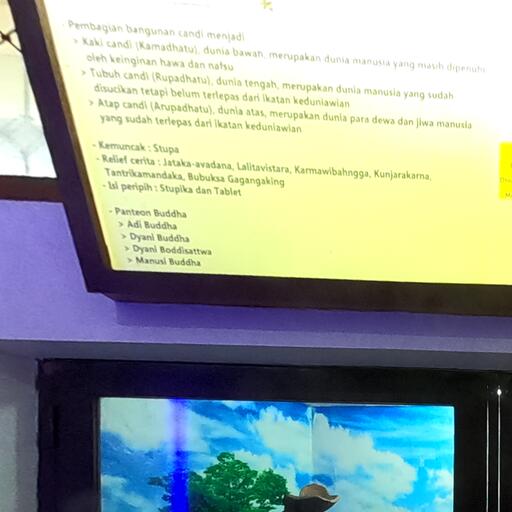 - Pembagian bangunan candi menjadi
> Kaki candi (Kamadhatu), dunia bawah, merupakan dunia manusia yang masih dipenuhi
oleh keinginan hawa dan nafsu
> Tubuh candi (Rupadhatu), dunia tengah, merupakan dunia manusia yang sudah
disucikan tetapi belum terlepas dari ikatan keduniawian
> Atap candi (Arupadhatu), dunia atas, merupakan dunia para dewa dan jiwa manusia
yang sudah terlepas dari ikatan keduniawian
- Kemuncak : Stupa
- Relief cerita : Jataka-avadana, Lalitavistara, Karmawibahngga, Kunjarakarna,
Tantrikamandaka, Bubuksa Gagangaking
- Isi peripih : Stupika dan Tablet
- Panteon Buddha
> Adi Buddha
> Dyani Buddha
> Dyani Boddisattwa
> Manusi Buddha